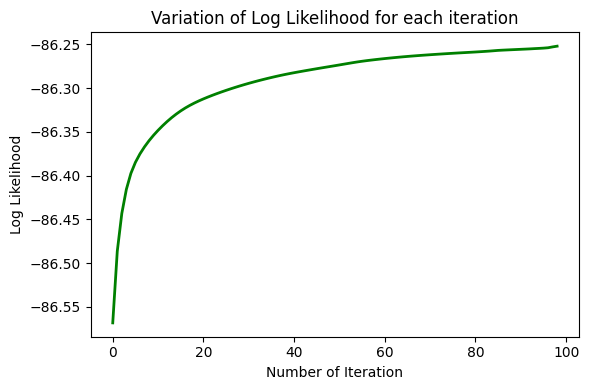 Variation of Log Likelihood for each iteration
Log Likelihood
−86.25
−86.30
−86.35
−86.40
−86.45
−86.50
−86.55
0 20 40 60 80 100
Number of Iteration